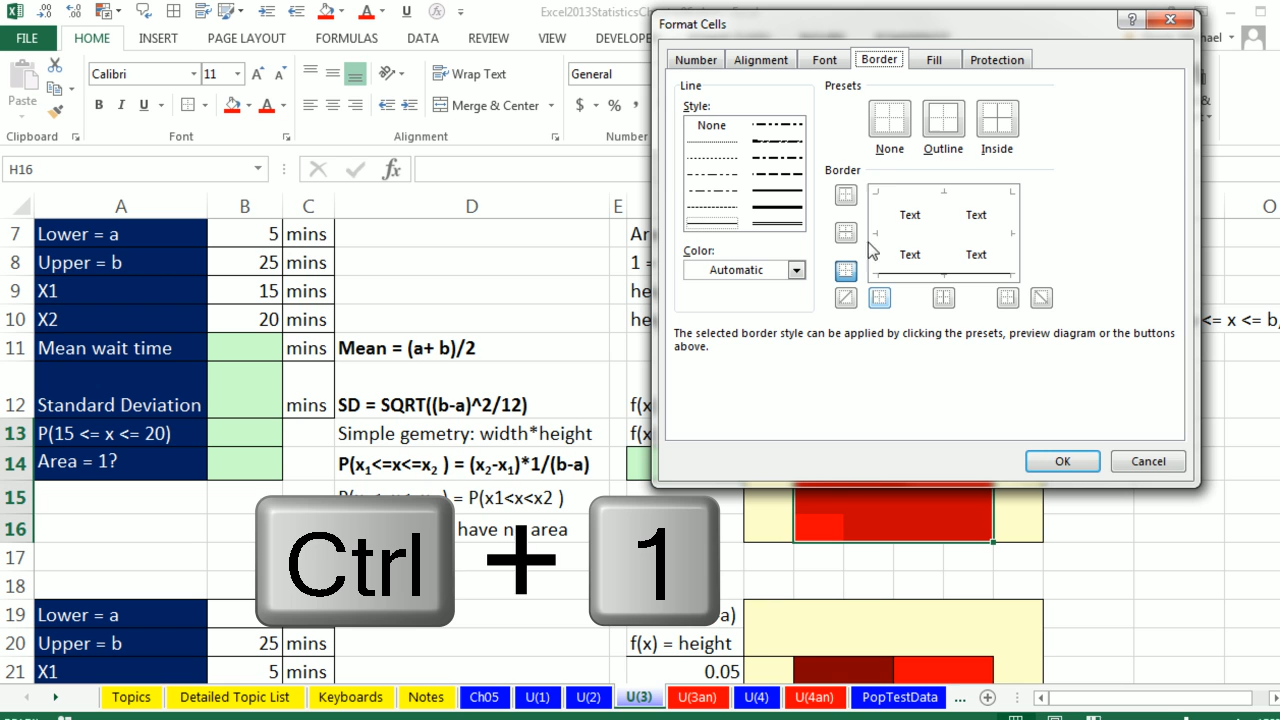 Excel2013StatisticsCh
Format Cells
FILE
HOME
INSERT
PAGE LAYOUT
FORMULAS
DATA
REVIEW
VIEW
DEVELOPE
Paste
Calibri
11
Wrap Text
General
B I U
Merge & Center
$ % ,
Clipboard
Font
Alignment
Number
H16
fx
Number
Alignment
Font
Border
Fill
Protection
Line
Style:
None
Color:
Automatic
Presets
None
Outline
Inside
Border
Text Text
Text Text
The selected border style can be applied by clicking the presets, preview diagram or the buttons
above.
OK
Cancel
A B C D E O
7 Lower = a 5 mins
8 Upper = b 25 mins 1 =
9 X1 15 mins he
10 X2 20 mins he <= x <= b,
11 Mean wait time mins Mean = (a+ b)/2
12 Standard Deviation mins SD = SQRT((b-a)^2/12) f(x
13 P(15 <= x <= 20) Simple gemetry: width*height f(x
14 Area = 1? P(x₁<=x<=x₂ ) = (x₂-x₁)*1/(b-a)
15 = P(x1<x<x2 )
16 have no area
17
18
19 Lower = a a)
20 Upper = b 25 mins f(x) = height
21 X1 5 mins 0.05
Ctrl + 1
Topics
Detailed Topic List
Keyboards
Notes
Ch05
U(1)
U(2)
U(3)
U(3an)
U(4)
U(4an)
PopTestData
...